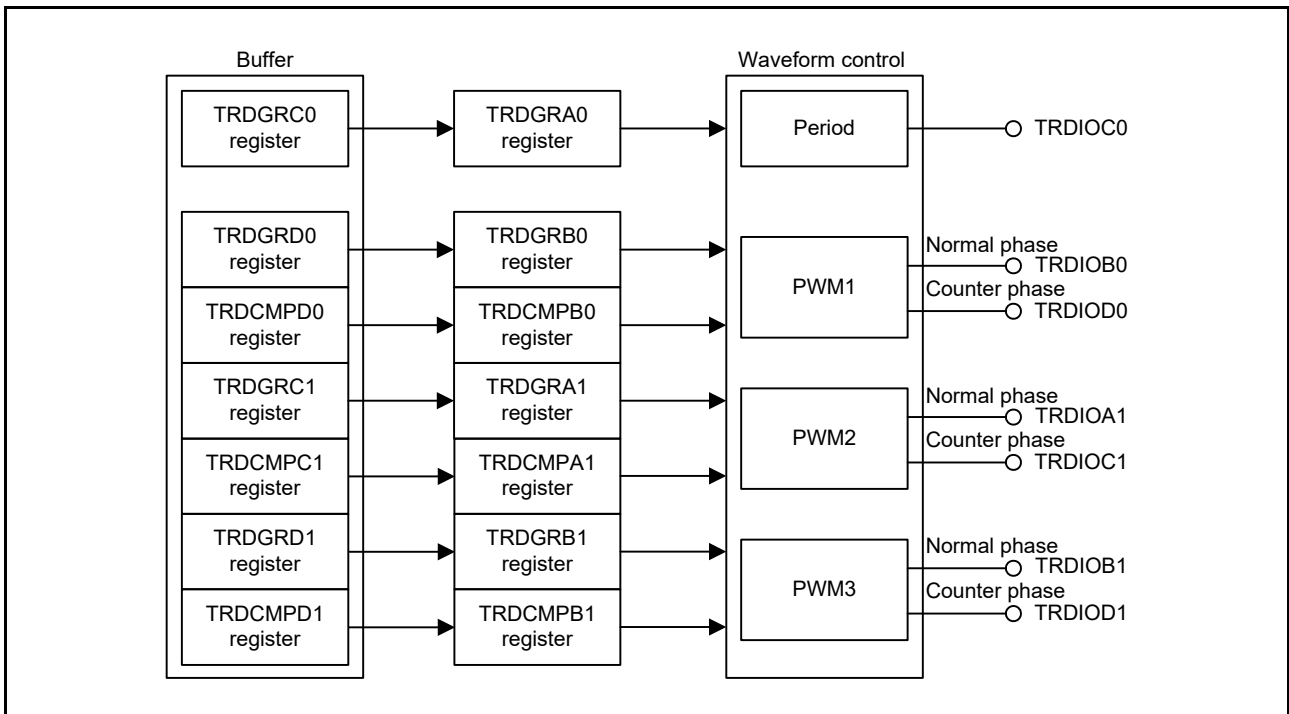 Buffer
Waveform control
TRDGRC0
register
TRDGRA0
register
Period
TRDIOC0
TRDGRD0
register
TRDGRB0
register
TRDCMPD0
register
TRDCMPB0
register
PWM1
Normal phase
TRDIOB0
Counter phase
TRDIOD0
TRDGRC1
register
TRDGRA1
register
TRDCMPC1
register
TRDCMPA1
register
PWM2
Normal phase
TRDIOA1
Counter phase
TRDIOC1
TRDGRD1
register
TRDGRB1
register
TRDCMPD1
register
TRDCMPB1
register
PWM3
Normal phase
TRDIOB1
Counter phase
TRDIOD1